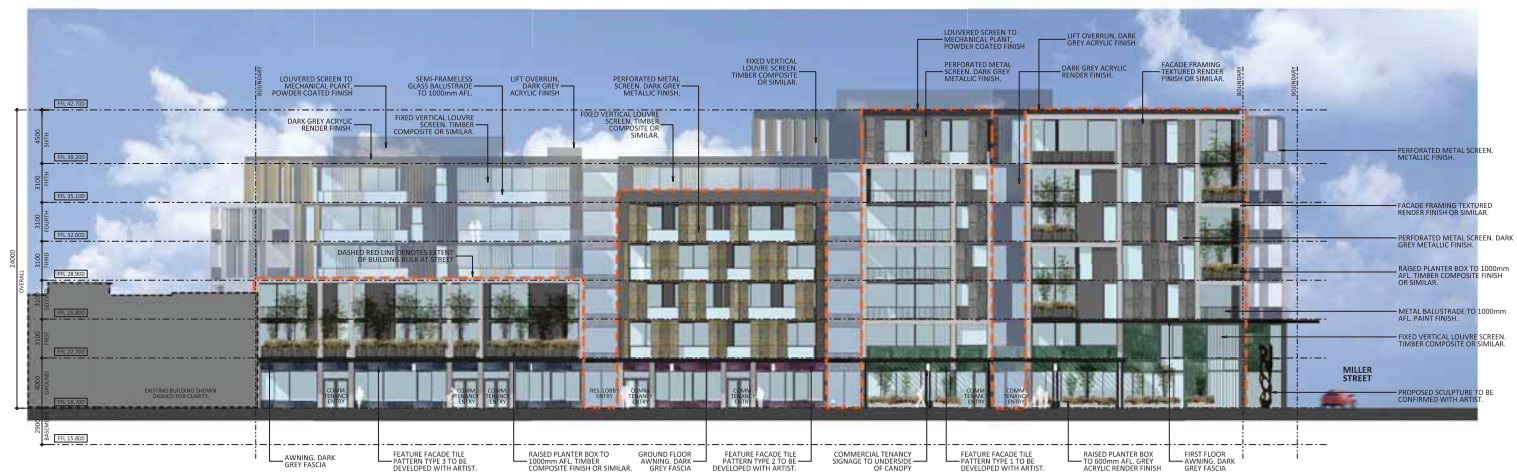 LOUVERED SCREEN TO
MECHANICAL PLANT,
POWDER COATED FINISH
LIFT OVERRUN, DARK
GREY ACRYLIC FINISH
FIXED VERTICAL
LOUVRE SCREEN.
TIMBER COMPOSITE
OR SIMILAR.
PERFORATED METAL
SCREEN. DARK GREY
METALLIC FINISH.
DARK GREY ACRYLIC
RENDER FINISH.
FACADE FRAMING
TEXTURED RENDER
FINISH OR SIMILAR.
BOUNDARY
BOUNDARY
BOUNDARY
LOUVERED SCREEN TO
MECHANICAL PLANT,
POWDER COATED FINISH
SEMI-FRAMELESS
GLASS BALUSTRADE
TO 1000mm AFL.
LIFT OVERRUN,
DARK GREY
ACRYLIC FINISH
PERFORATED METAL
SCREEN. DARK GREY
METALLIC FINISH.
DARK GREY ACRYLIC
RENDER FINISH.
FIXED VERTICAL LOUVRE
SCREEN. TIMBER
COMPOSITE OR SIMILAR.
FIXED VERTICAL LOUVRE
SCREEN. TIMBER
COMPOSITE OR
SIMILAR.
FFL 42.700
4500
SIXTH
FFL 38.200
3100
FIFTH
FFL 35.100
3100
FOURTH
FFL 32.000
3100
THIRD
FFL 28.900
3100
SECOND
FFL 25.800
3100
FIRST
FFL 22.700
4000
GROUND
FFL 18.700
2900
BASEM
FFL 15.800
24000
OVERALL
DASHED RED LINE DENOTES EXTENT
OF BUILDING BULK AT STREET
EXISTING BUILDING SHOWN
DASHED FOR CLARITY
COMM.
TENANCY
ENTRY
COMM.
TENANCY
ENTRY
COMM.
TENANCY
ENTRY
RES. LOBBY
ENTRY
COMM.
TENANCY
ENTRY
COMM.
TENANCY
ENTRY
COMM.
TENANCY
ENTRY
PERFORATED METAL SCREEN.
METALLIC FINISH.
FACADE FRAMING TEXTURED
RENDER FINISH OR SIMILAR.
PERFORATED METAL SCREEN. DARK
GREY METALLIC FINISH.
RAISED PLANTER BOX TO 1000mm
AFL. TIMBER COMPOSITE FINISH
OR SIMILAR.
METAL BALUSTRADE TO 1000mm
AFL. PAINT FINISH.
FIXED VERTICAL LOUVRE SCREEN.
TIMBER COMPOSITE OR SIMILAR.
MILLER
STREET
PROPOSED SCULPTURE TO BE
CONFIRMED WITH ARTIST.
AWNING. DARK
GREY FASCIA
FEATURE FACADE TILE
PATTERN TYPE 3 TO BE
DEVELOPED WITH ARTIST.
RAISED PLANTER BOX TO
1000mm AFL. TIMBER
COMPOSITE FINISH OR SIMILAR.
GROUND FLOOR
AWNING. DARK
GREY FASCIA
FEATURE FACADE TILE
PATTERN TYPE 2 TO BE
DEVELOPED WITH ARTIST.
COMMERCIAL TENANCY
SIGNAGE TO UNDERSIDE
OF CANOPY
FEATURE FACADE TILE
PATTERN TYPE 1 TO BE
DEVELOPED WITH ARTIST.
RAISED PLANTER BOX
TO 600mm AFL. GREY
ACRYLIC RENDER FINISH
FIRST FLOOR
AWNING. DARK
GREY FASCIA